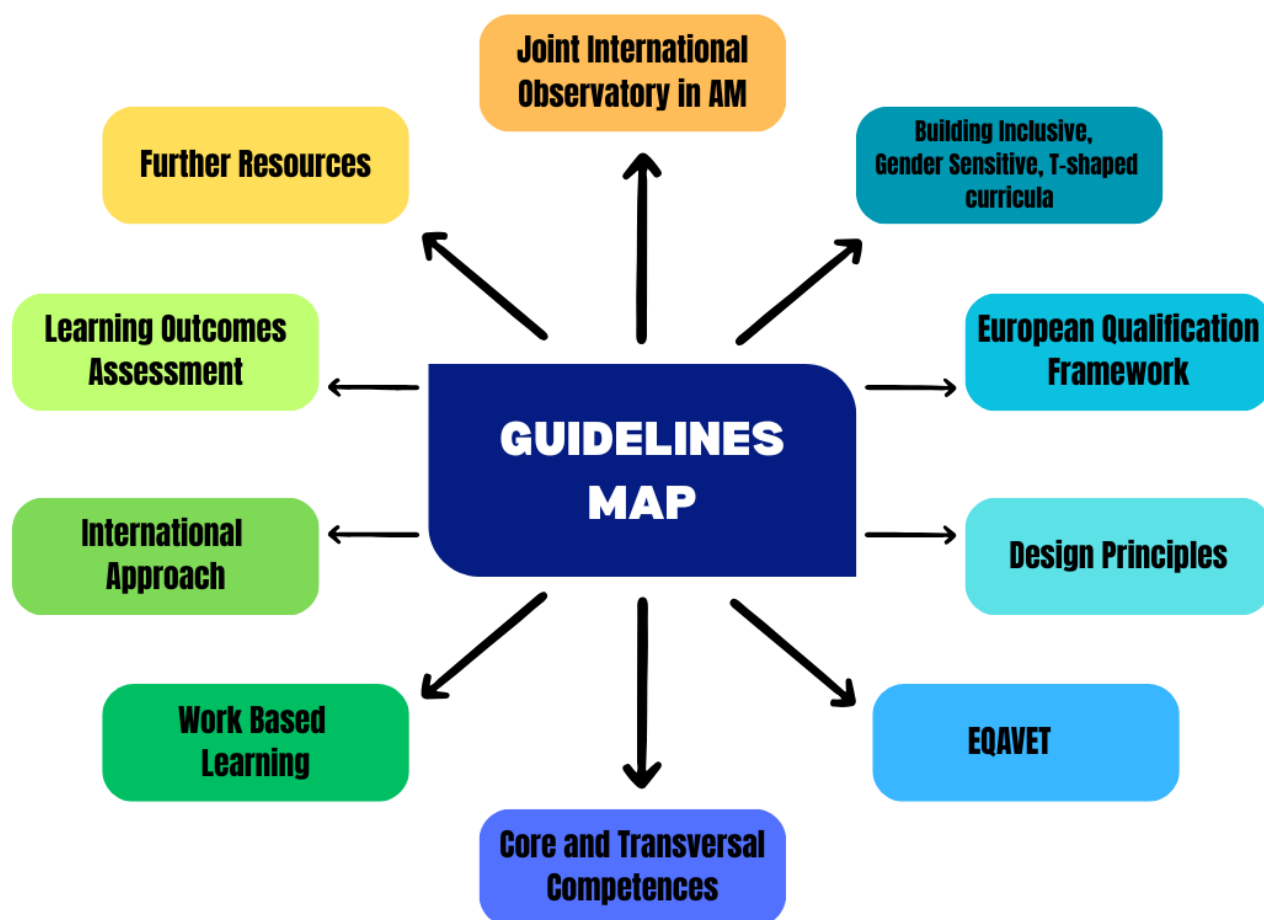 Joint International
Observatory in AM
Building Inclusive,
Gender Sensitive, T-shaped
curricula
Further Resources
European Qualification
Framework
Learning Outcomes
Assessment
GUIDELINES
MAP
International
Approach
Design Principles
Work Based
Learning
EQAVET
Core and Transversal
Competences